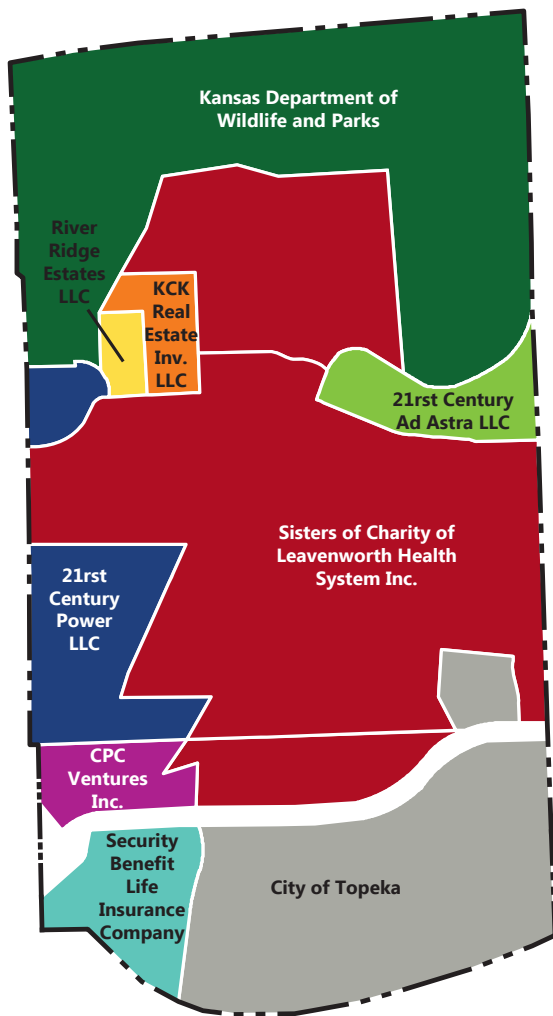 Kansas Department of
Wildlife and Parks
River
Ridge
Estates
LLC
KCK
Real
Estate
Inv.
LLC
21rst Century
Ad Astra LLC
Sisters of Charity of
Leavenworth Health
System Inc.
21rst
Century
Power
LLC
CPC
Ventures
Inc.
Security
Benefit
Life
Insurance
Company
City of Topeka